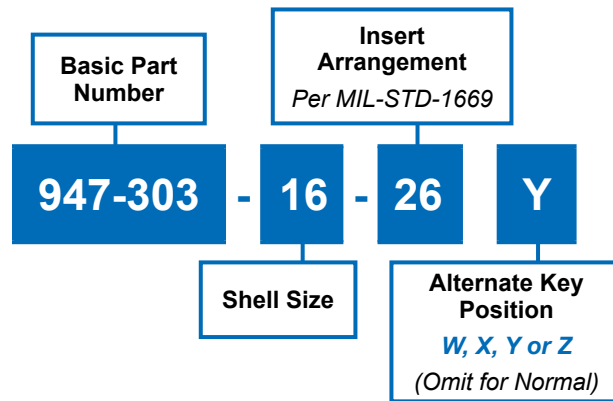 Basic Part
Number
Insert
Arrangement
Per MIL-STD-1669
947-303 - 16 - 26 Y
Shell Size
Alternate Key
Position
W, X, Y or Z
(Omit for Normal)